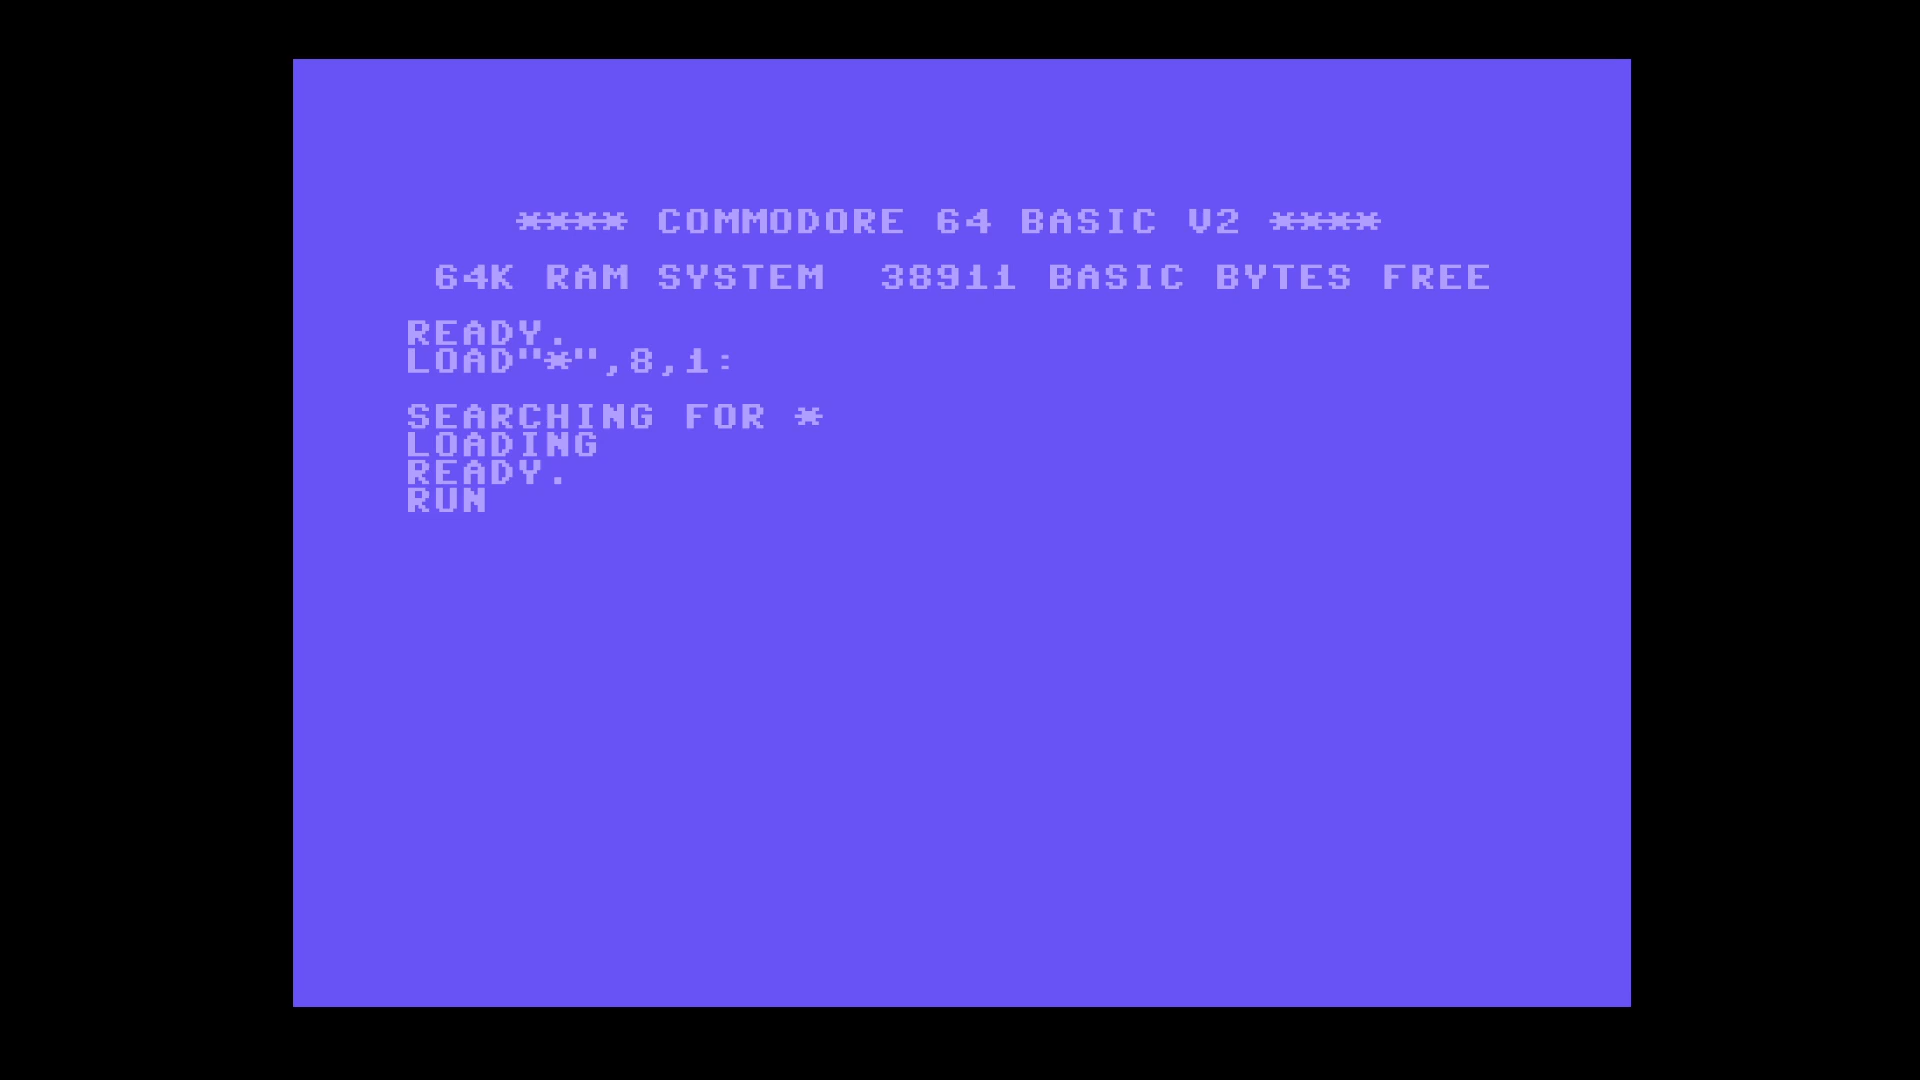 **** COMMODORE 64 BASIC V2 ****
64K RAM SYSTEM  38911 BASIC BYTES FREE
READY.
LOAD"*",8,1:
SEARCHING FOR *
LOADING
READY.
RUN